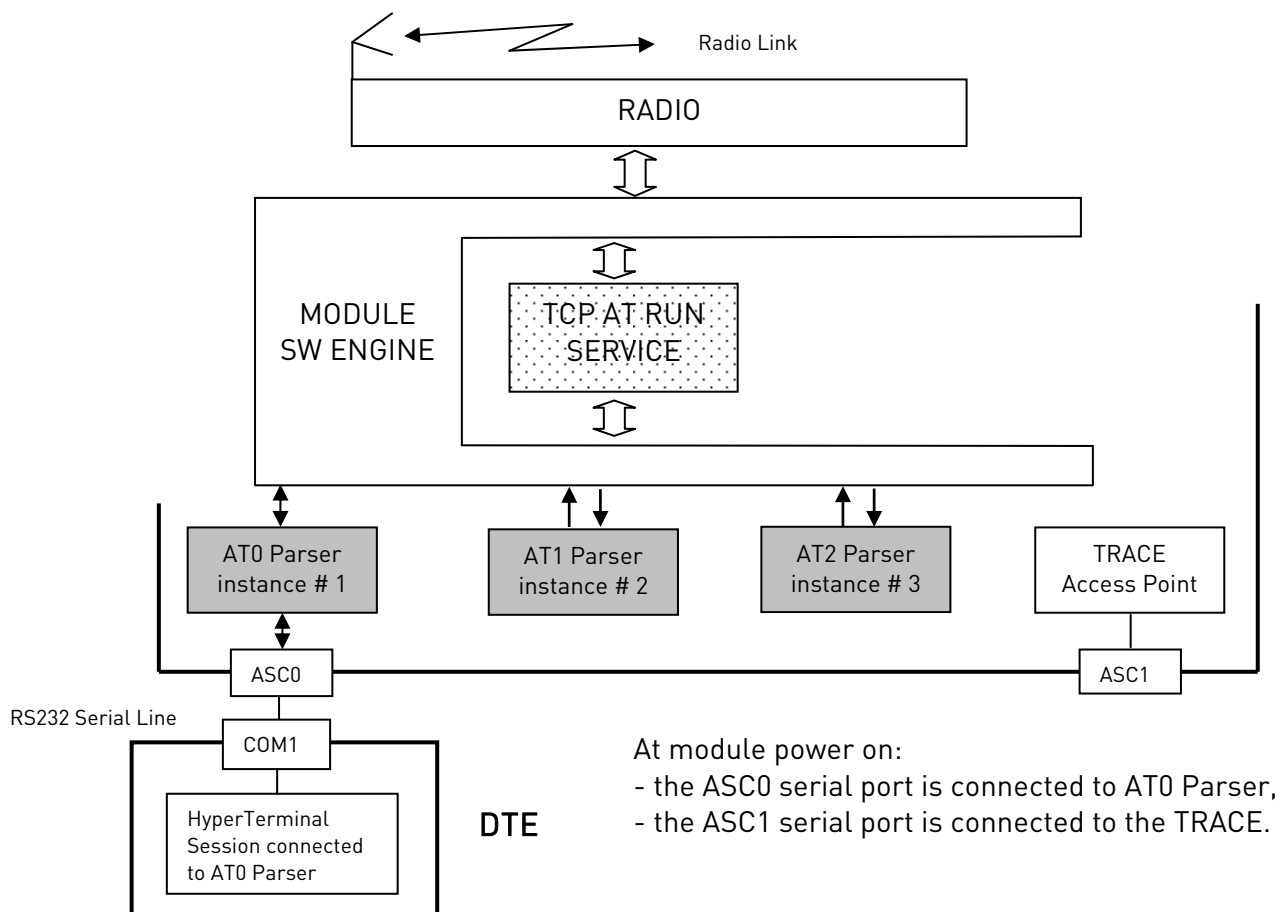 Radio Link
RADIO
MODULE
SW ENGINE
TCP AT RUN
SERVICE
AT0 Parser
instance # 1
AT1 Parser
instance # 2
AT2 Parser
instance # 3
TRACE
Access Point
ASC0
ASC1
RS232 Serial Line
COM1
HyperTerminal
Session connected
to AT0 Parser
DTE
At module power on:
- the ASC0 serial port is connected to AT0 Parser,
- the ASC1 serial port is connected to the TRACE.